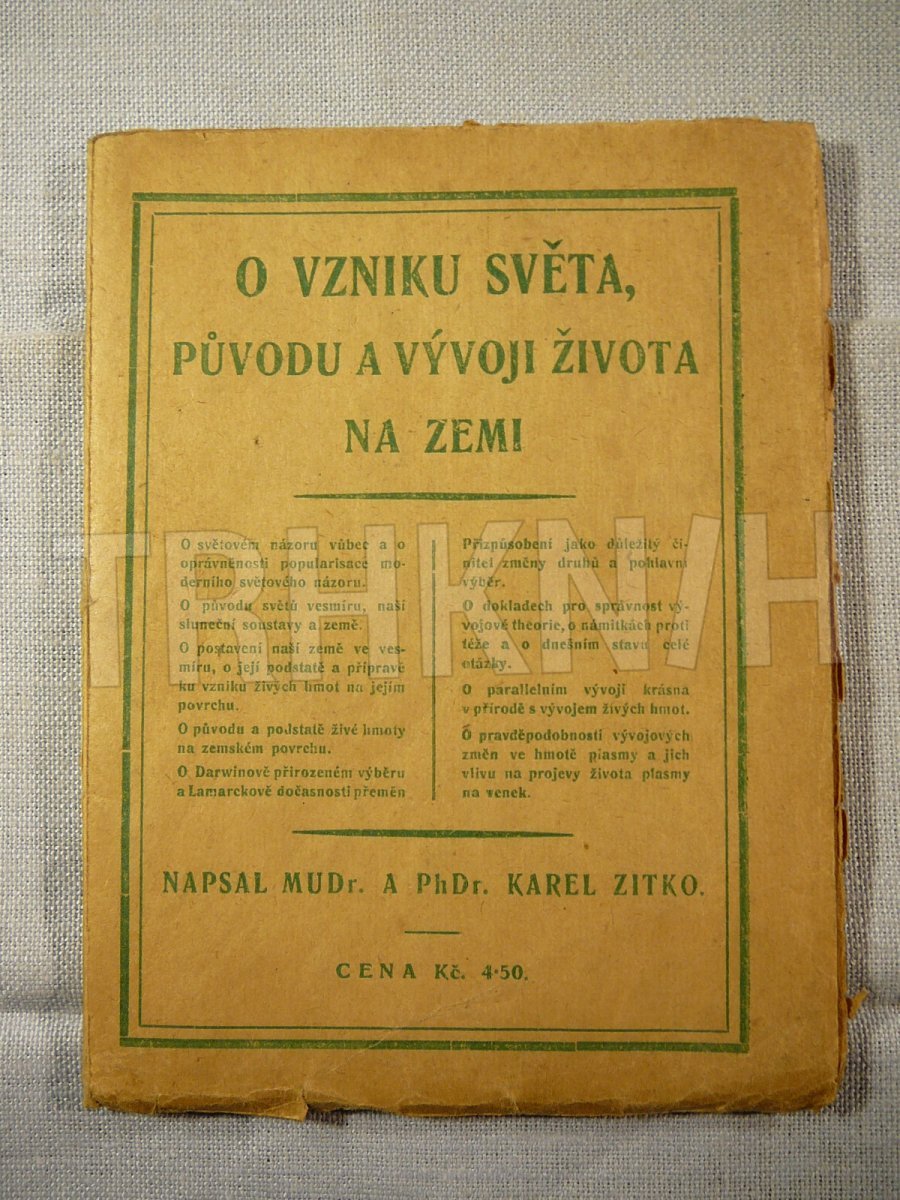 O VZNIKU SVĚTA,
PŮVODU A VÝVOJI ŽIVOTA
NA ZEMI
O světovém názoru vůbec a o
oprávněnosti popularisace mo-
derního světového názoru.
O původu světů vesmíru, naší
sluneční soustavy a země.
O postavení naší země ve ves-
míru, o její podstatě a přípravě
ku vzniku živých hmot na jejím
povrchu.
O původu a podstatě živé hmoty
na zemském povrchu.
O Darwinově přirozeném výběru
a Lamarckově dočasnosti přeměn
Přizpůsobení jako důležitý či-
nitel změny druhů a pohlavní
výběr.
O dokladech pro správnost vý-
vojové theorie, o námitkách proti
téže a o dnešním stavu celé
otázky.
O parallelním vývoji krásna
v přírodě s vývojem živých hmot.
O pravděpodobnosti vývojových
změn ve hmotě plasmy a jich
vlivu na projevy života plasmy
na venek.
NAPSAL MUDr. A PhDr. KAREL ZITKO.
CENA Kč. 4·50.
TRHKNIH